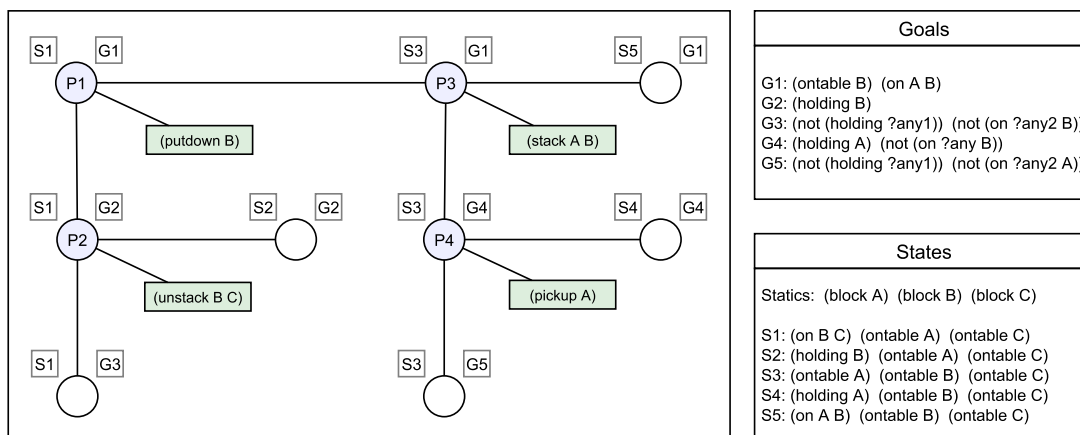 S1 G1 S3 G1 S5 G1
P1 P3
(putdown B) (stack A B)
S1 G2 S2 G2 S3 G4 S4 G4
P2 P4
(unstack B C) (pickup A)
S1 G3 S3 G5
Goals
G1: (ontable B) (on A B)
G2: (holding B)
G3: (not (holding ?any1)) (not (on ?any2 B))
G4: (holding A) (not (on ?any B))
G5: (not (holding ?any1)) (not (on ?any2 A))
States
Statics: (block A) (block B) (block C)
S1: (on B C) (ontable A) (ontable C)
S2: (holding B) (ontable A) (ontable C)
S3: (ontable A) (ontable B) (ontable C)
S4: (holding A) (ontable B) (ontable C)
S5: (on A B) (ontable B) (ontable C)